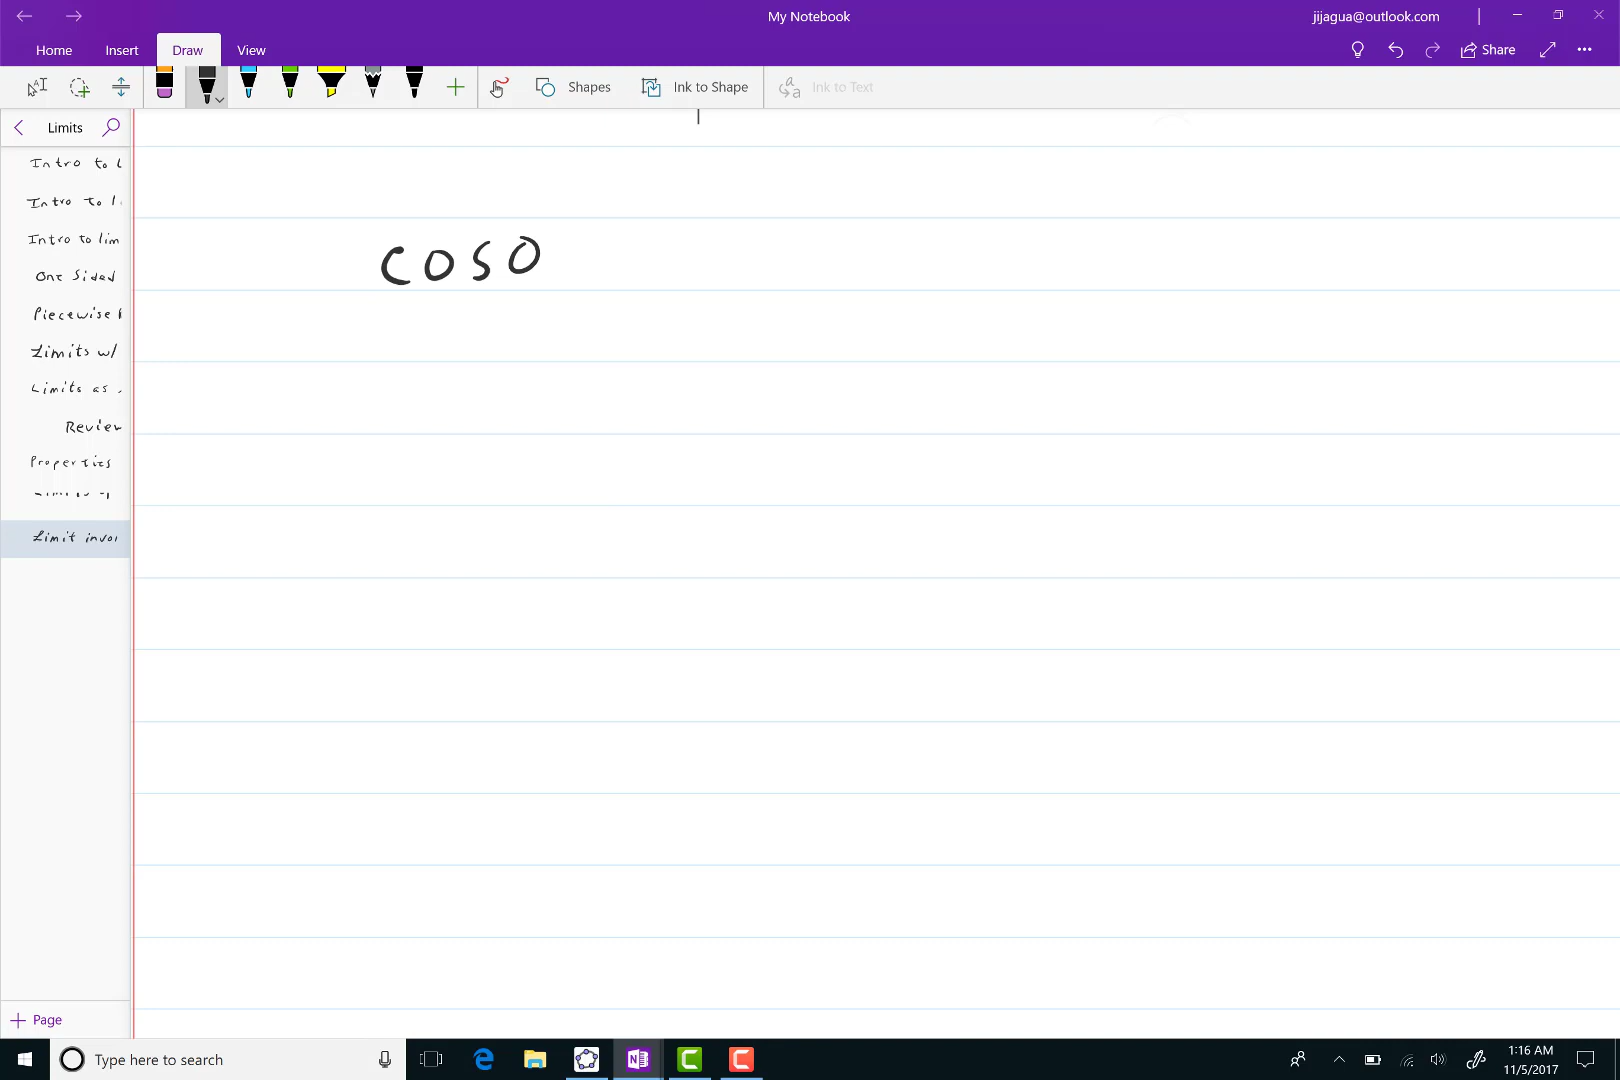 My Notebook
jijagua@outlook.com
Home Insert Draw View
Share
Shapes
Ink to Shape
Ink to Text
Limits
Intro to
Intro to
Intro to lim
One Sided
Piecewise
Limits w/
Limits as
Review
Properties
Limit invol
cos0
Page
Type here to search
1:16 AM
11/5/2017